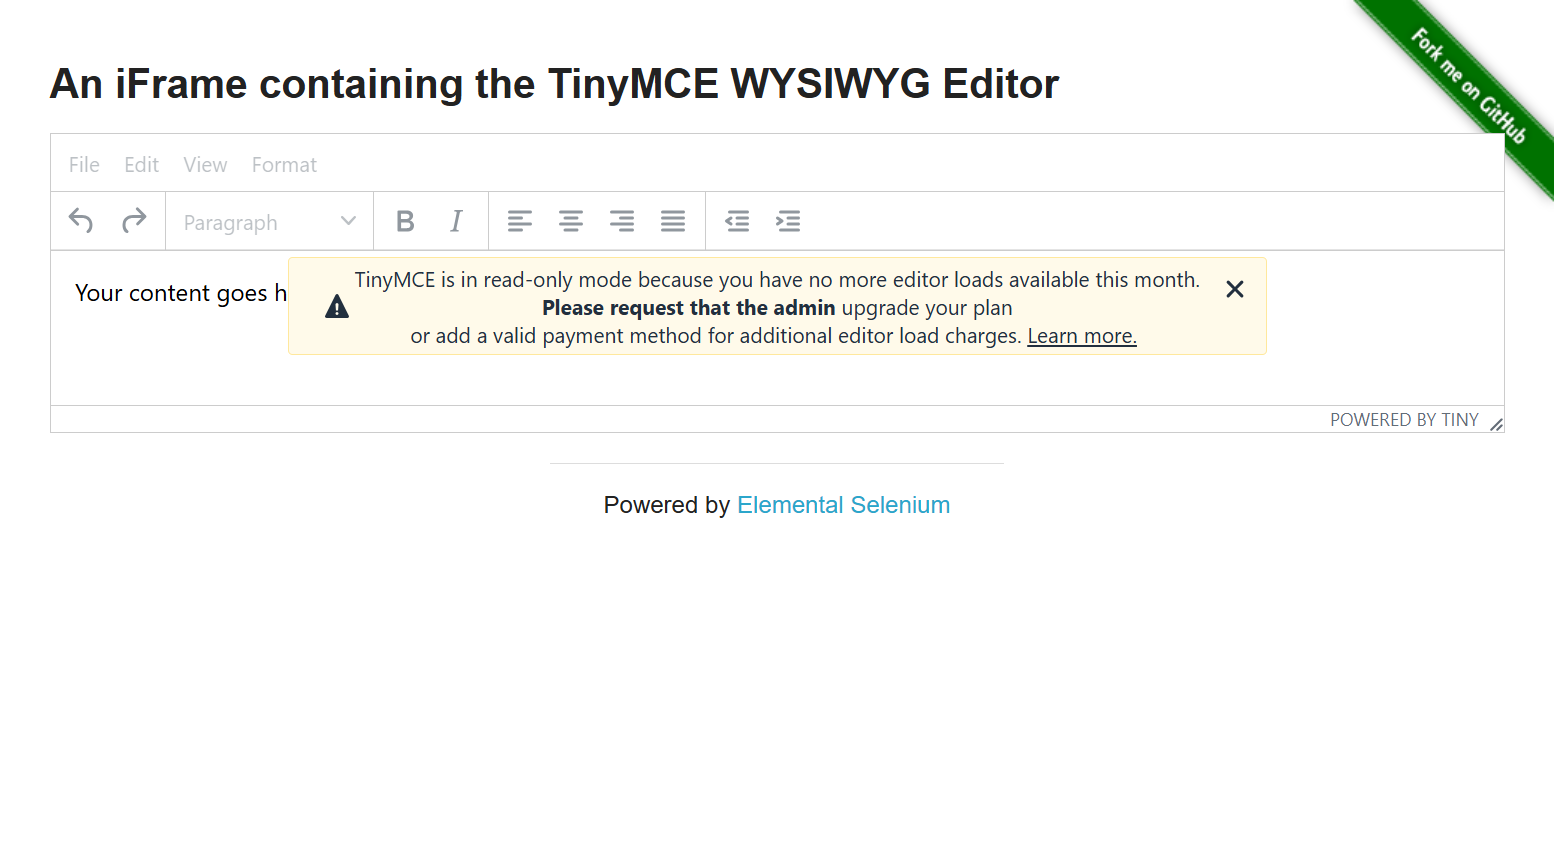 Fork me on GitHub
An iFrame containing the TinyMCE WYSIWYG Editor
File Edit View Format
Paragraph B I
Your content goes h
TinyMCE is in read-only mode because you have no more editor loads available this month.
Please request that the admin upgrade your plan
or add a valid payment method for additional editor load charges. Learn more.
POWERED BY TINY
Powered by Elemental Selenium